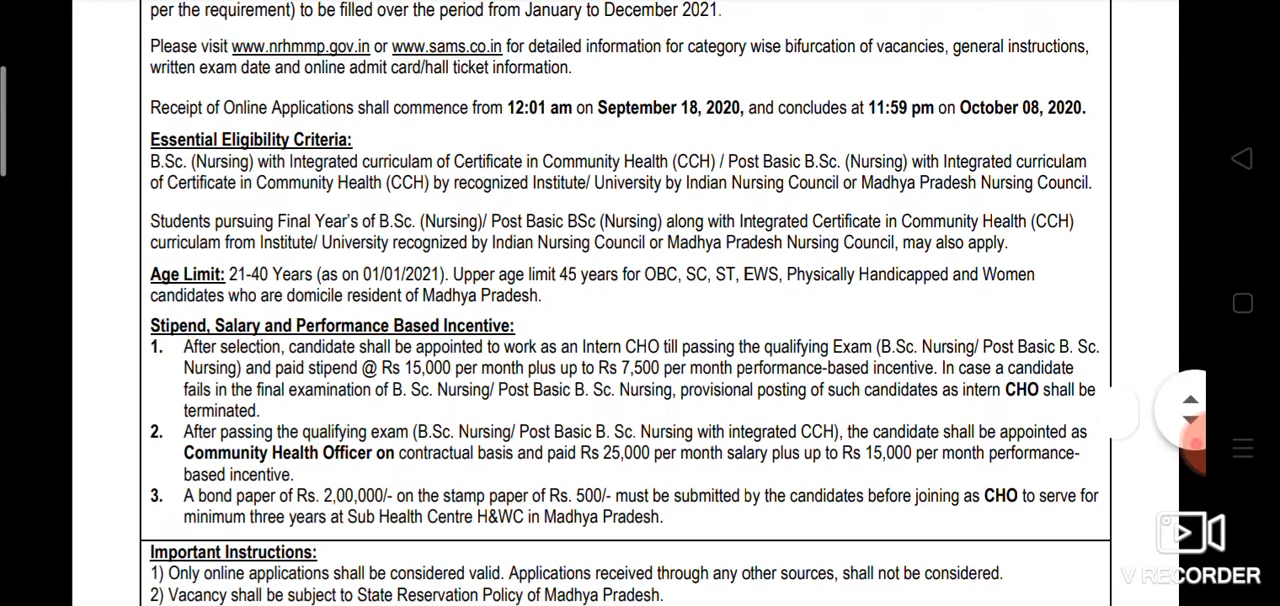 per the requirement) to be filled over the period from January to December 2021.
Please visit www.nrhmmp.gov.in or www.sams.co.in for detailed information for category wise bifurcation of vacancies, general instructions,
written exam date and online admit card/hall ticket information.
Receipt of Online Applications shall commence from 12:01 am on September 18, 2020, and concludes at 11:59 pm on October 08, 2020.
Essential Eligibility Criteria:
B.Sc. (Nursing) with Integrated curriculam of Certificate in Community Health (CCH) / Post Basic B.Sc. (Nursing) with Integrated curriculam
of Certificate in Community Health (CCH) by recognized Institute/ University by Indian Nursing Council or Madhya Pradesh Nursing Council.
Students pursuing Final Year's of B.Sc. (Nursing)/ Post Basic BSc (Nursing) along with Integrated Certificate in Community Health (CCH)
curriculam from Institute/ University recognized by Indian Nursing Council or Madhya Pradesh Nursing Council, may also apply.
Age Limit: 21-40 Years (as on 01/01/2021). Upper age limit 45 years for OBC, SC, ST, EWS, Physically Handicapped and Women
candidates who are domicile resident of Madhya Pradesh.
Stipend, Salary and Performance Based Incentive:
1. After selection, candidate shall be appointed to work as an Intern CHO till passing the qualifying Exam (B.Sc. Nursing/ Post Basic B. Sc.
Nursing) and paid stipend @ Rs 15,000 per month plus up to Rs 7,500 per month performance-based incentive. In case a candidate
fails in the final examination of B. Sc. Nursing/ Post Basic B. Sc. Nursing, provisional posting of such candidates as intern CHO shall be
terminated.
2. After passing the qualifying exam (B.Sc. Nursing/ Post Basic B. Sc. Nursing with integrated CCH), the candidate shall be appointed as
Community Health Officer on contractual basis and paid Rs 25,000 per month salary plus up to Rs 15,000 per month performance-
based incentive.
3. A bond paper of Rs. 2,00,000/- on the stamp paper of Rs. 500/- must be submitted by the candidates before joining as CHO to serve for
minimum three years at Sub Health Centre H&WC in Madhya Pradesh.
Important Instructions:
1) Only online applications shall be considered valid. Applications received through any other sources, shall not be considered.
2) Vacancy shall be subject to State Reservation Policy of Madhya Pradesh.
V RECORDER